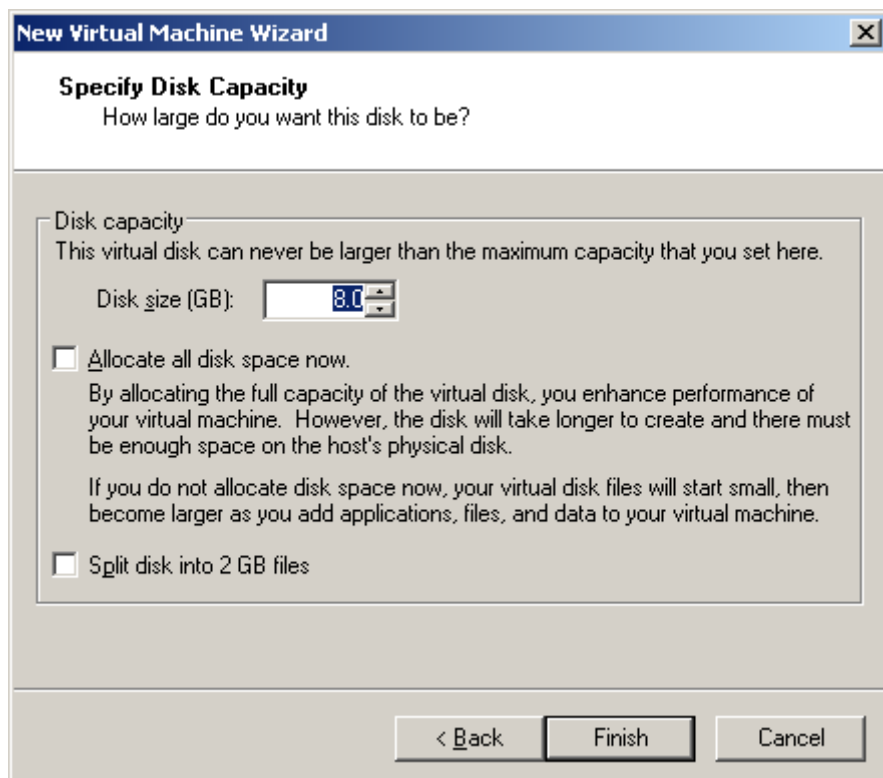 New Virtual Machine Wizard
Specify Disk Capacity
How large do you want this disk to be?
Disk capacity
This virtual disk can never be larger than the maximum capacity that you set here.
Disk size (GB): 8.0
Allocate all disk space now.
By allocating the full capacity of the virtual disk, you enhance performance of
your virtual machine. However, the disk will take longer to create and there must
be enough space on the host's physical disk.
If you do not allocate disk space now, your virtual disk files will start small, then
become larger as you add applications, files, and data to your virtual machine.
Split disk into 2 GB files
< Back Finish Cancel